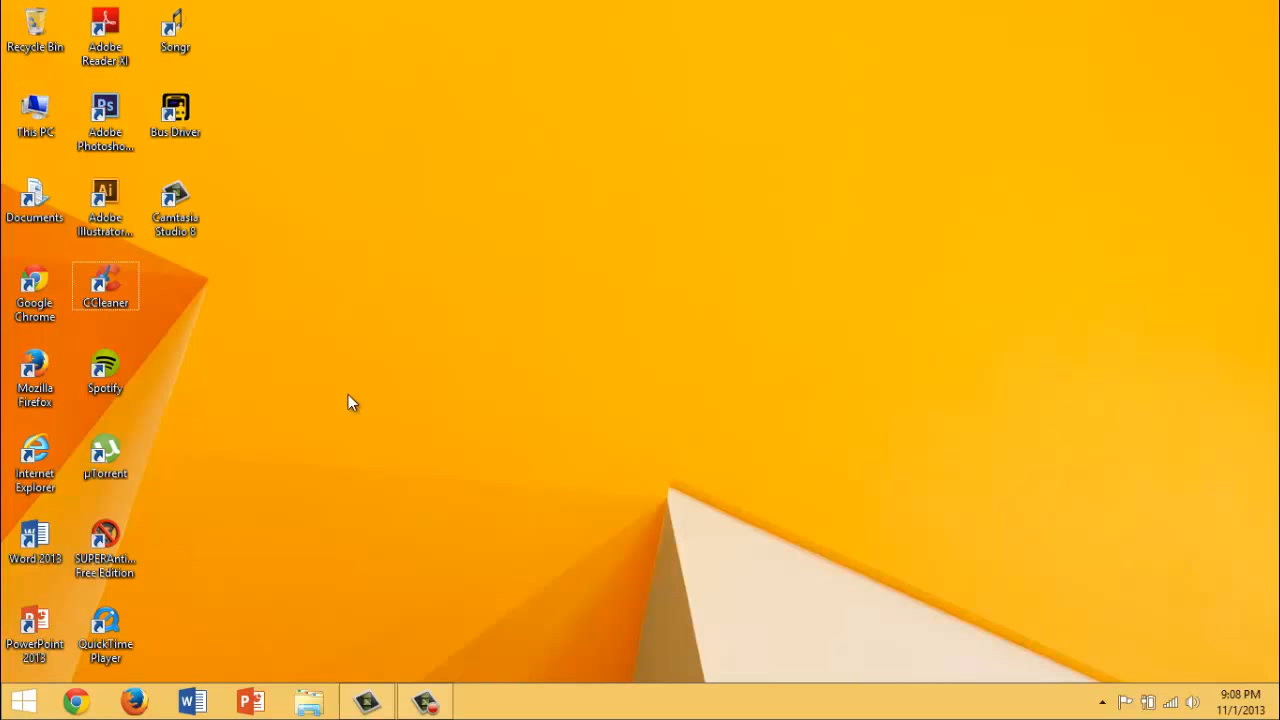 Recycle Bin
Adobe
Reader XI
Songr
This PC
Ps
Adobe
Photosho...
Bus Driver
Documents
Ai
Adobe
Illustrator...
Camtasia
Studio 8
Google
Chrome
CCleaner
Mozilla
Firefox
Spotify
Internet
Explorer
µTorrent
Word 2013
SUPERAnti...
Free Edition
PowerPoint
2013
QuickTime
Player
9:08 PM
11/1/2013